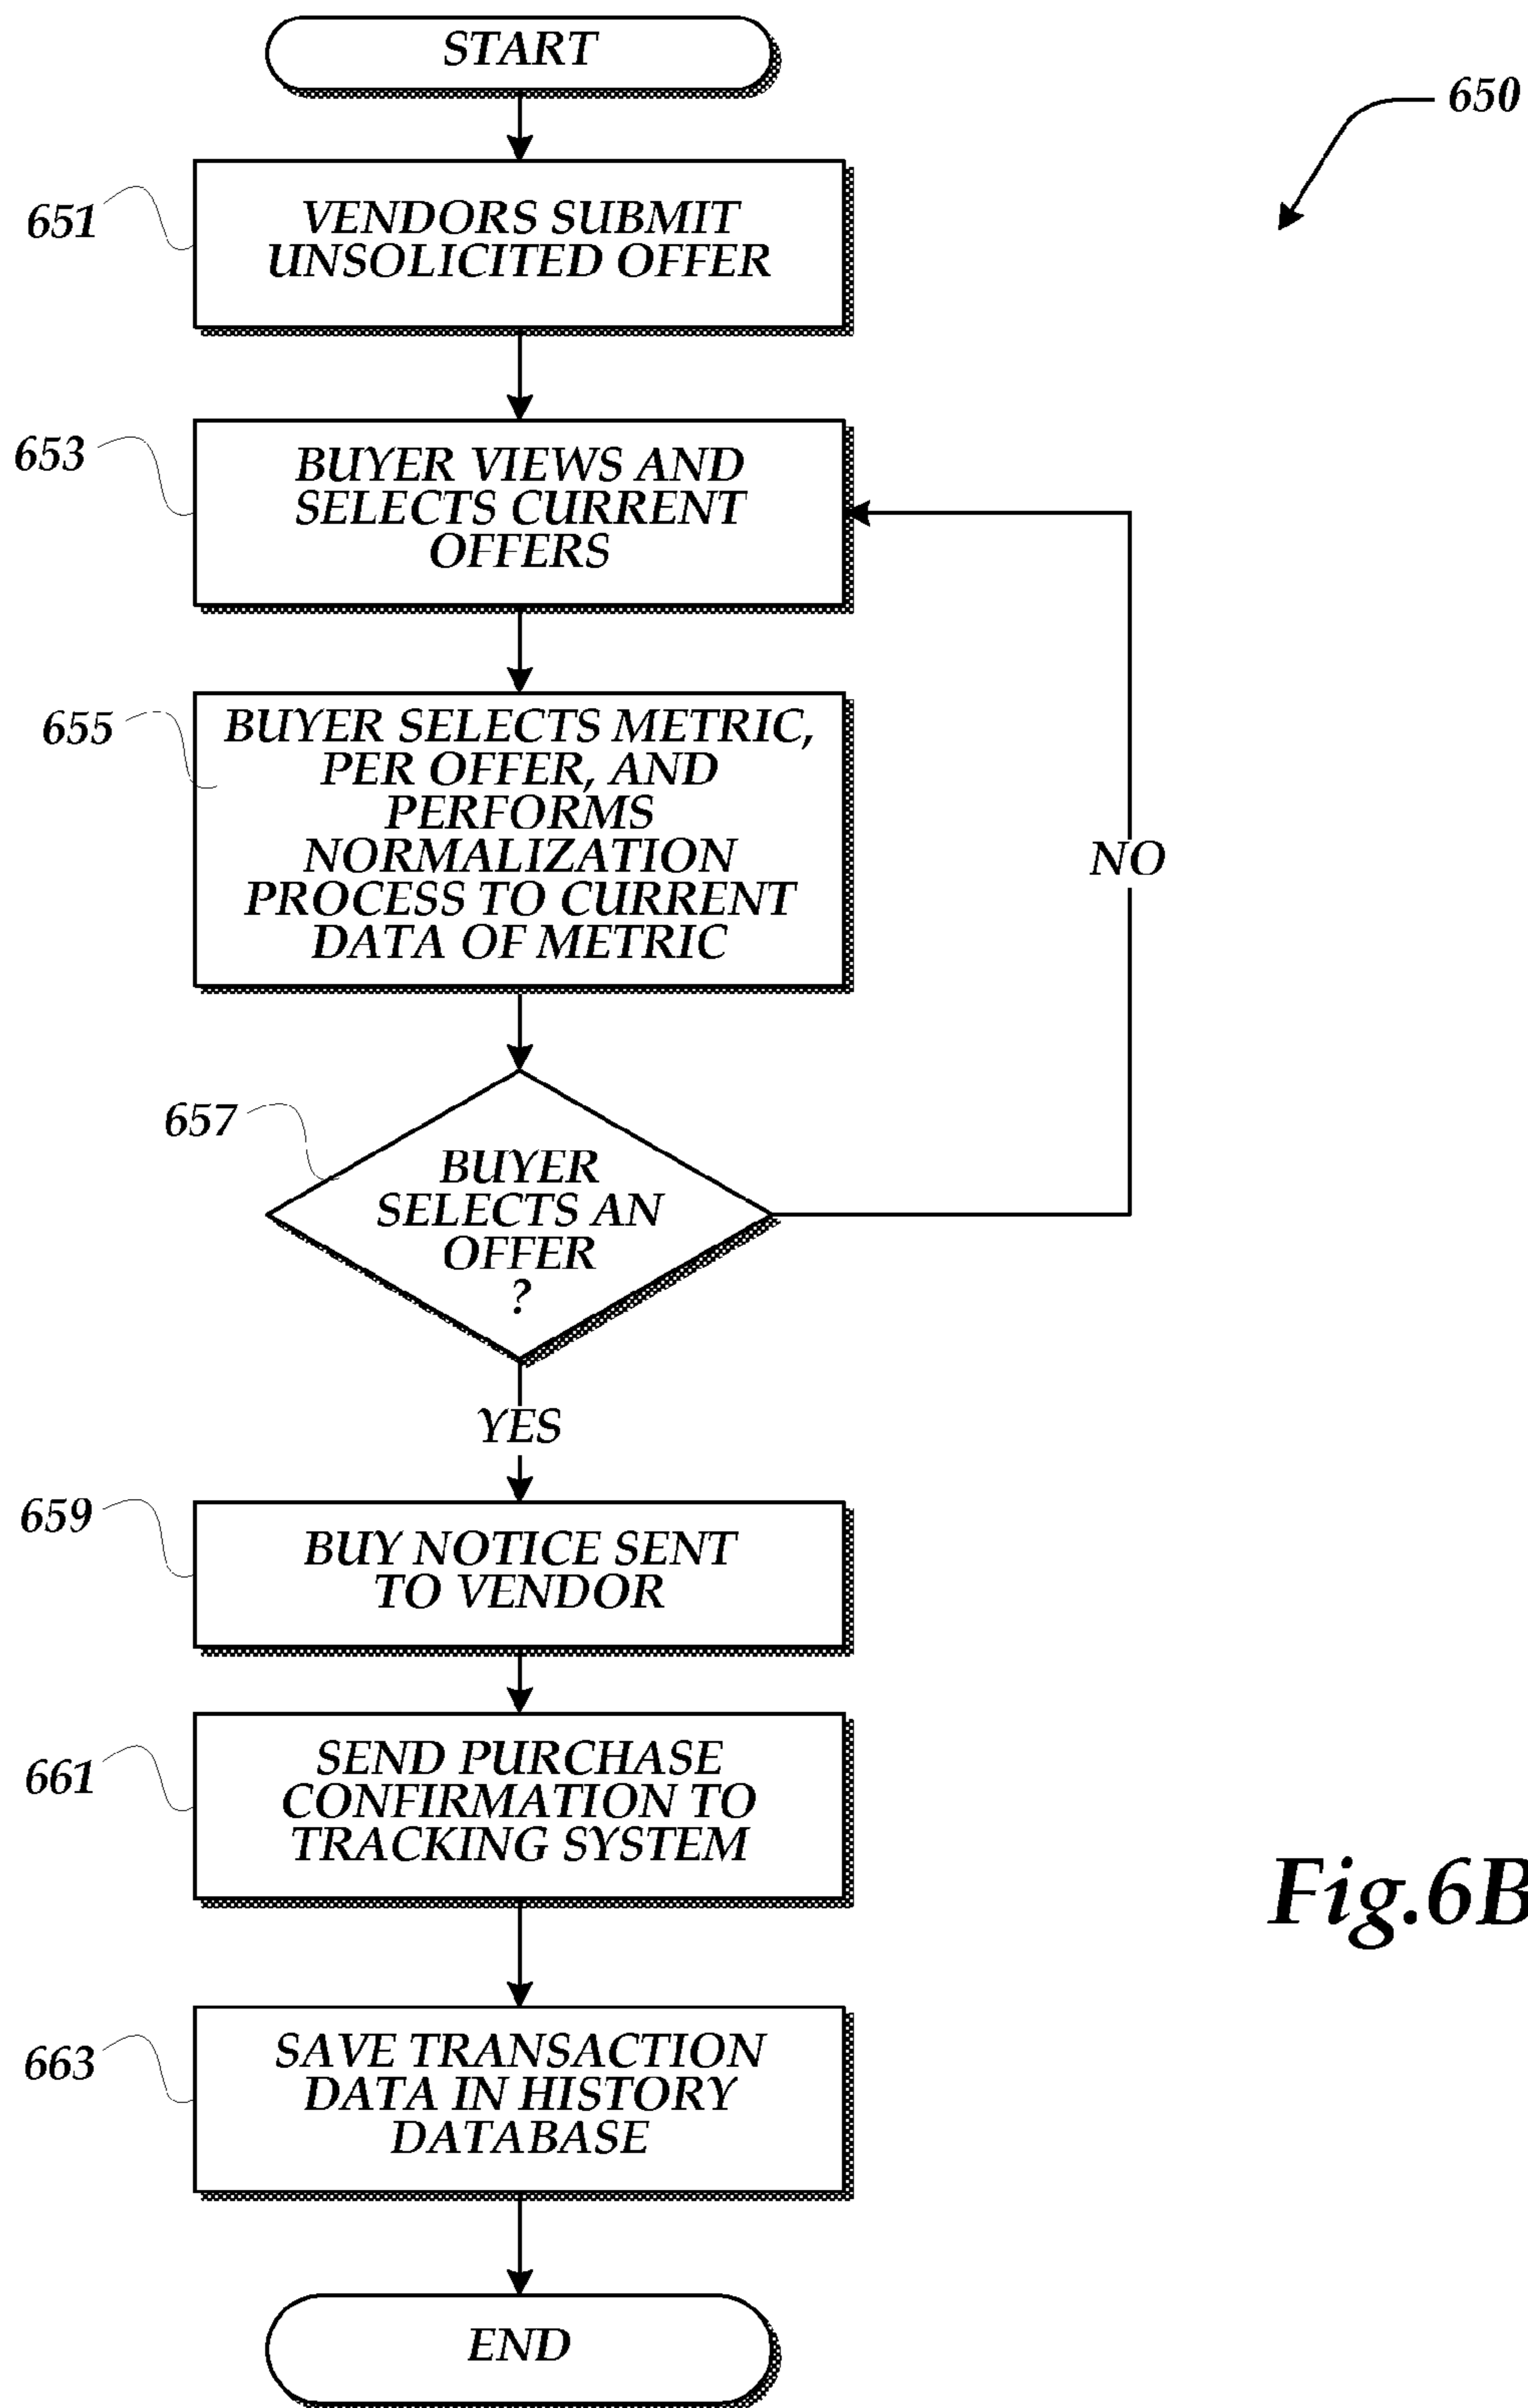 START
650
651
VENDORS SUBMIT
UNSOLICITED OFFER
653
BUYER VIEWS AND
SELECTS CURRENT
OFFERS
655
BUYER SELECTS METRIC,
PER OFFER, AND
PERFORMS
NORMALIZATION
PROCESS TO CURRENT
DATA OF METRIC
NO
657
BUYER
SELECTS AN
OFFER
?
YES
659
BUY NOTICE SENT
TO VENDOR
661
SEND PURCHASE
CONFIRMATION TO
TRACKING SYSTEM
Fig.6B
663
SAVE TRANSACTION
DATA IN HISTORY
DATABASE
END